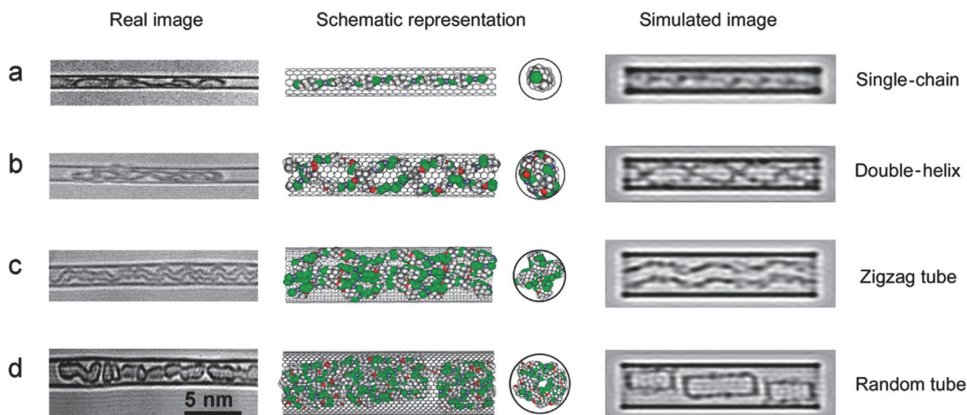 Real image Schematic representation Simulated image
a Single-chain
b Double-helix
c Zigzag tube
d Random tube
5 nm